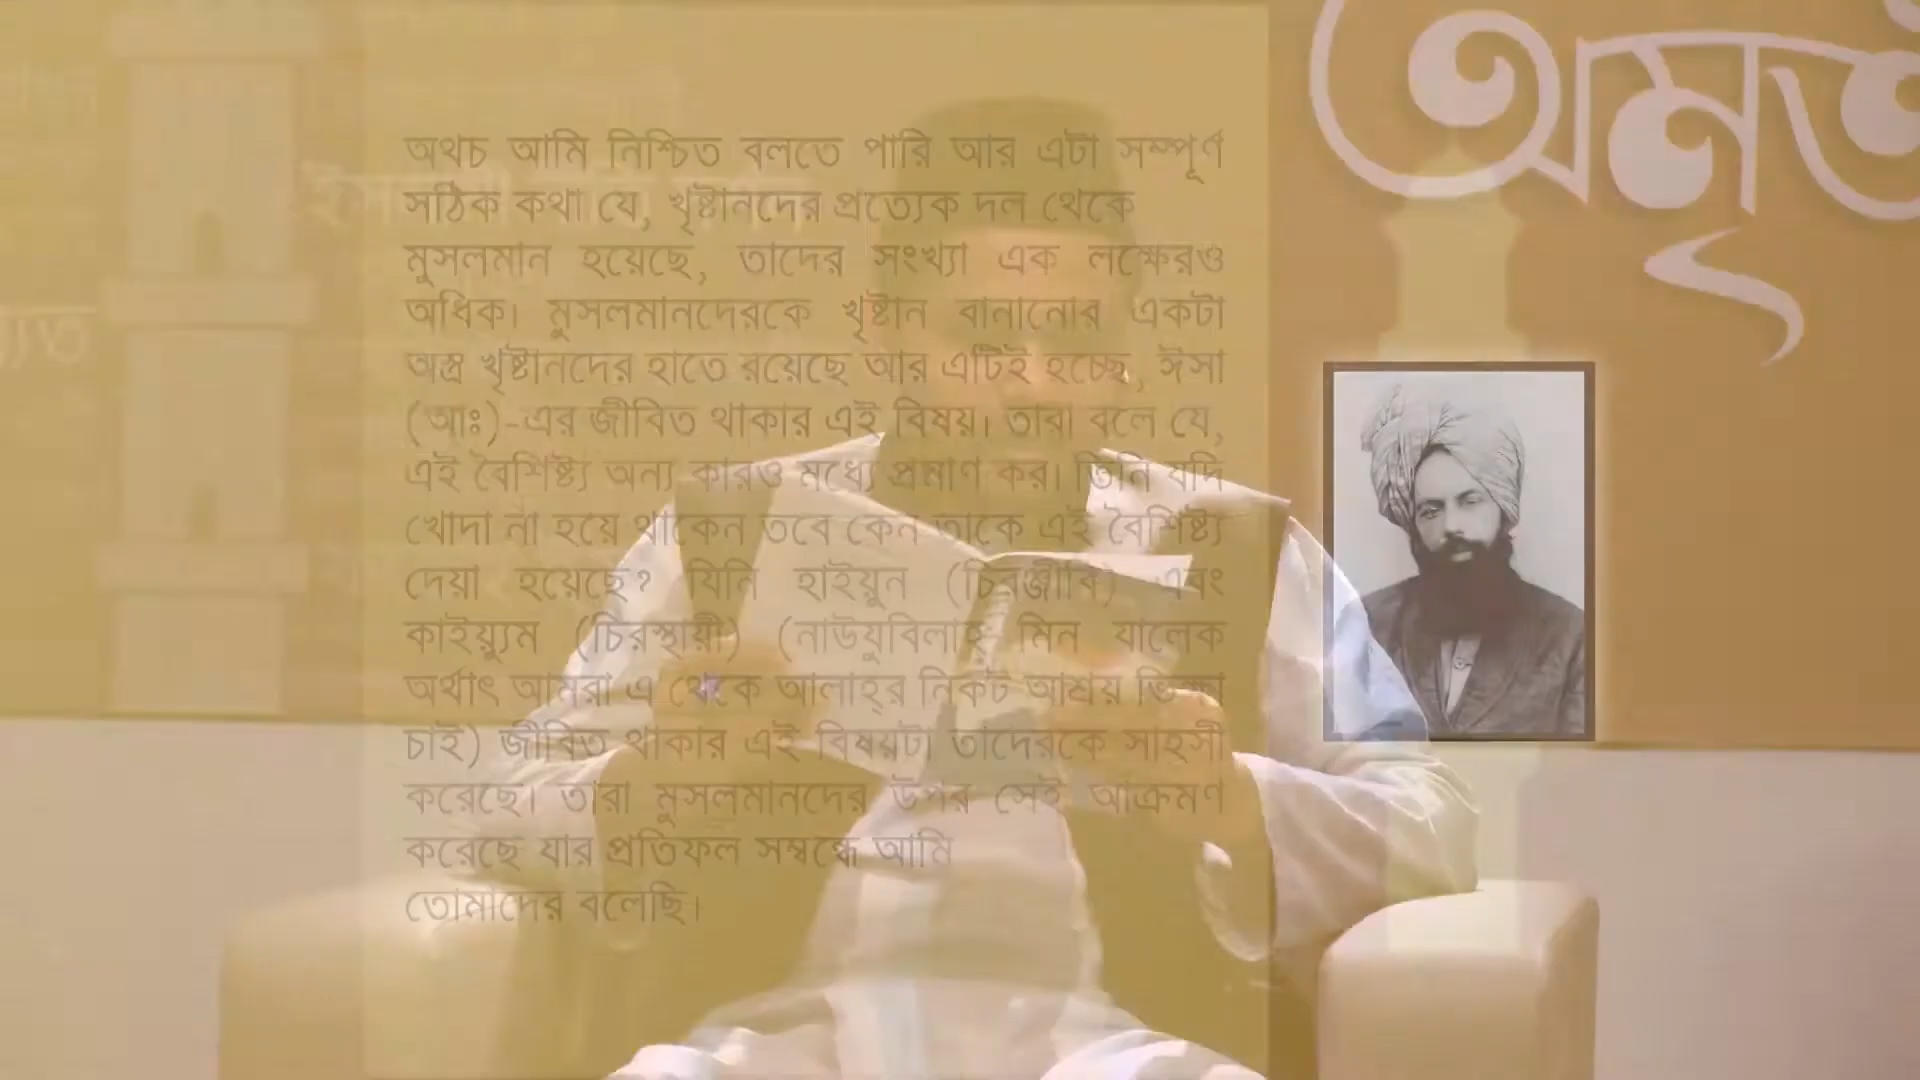 অমৃত
অথচ আমি নিশ্চিত বলতে পারি আর এটা সম্পূর্ণ
সঠিক কথা যে, খৃষ্টানদের প্রত্যেক দল থেকে
মুসলমান হয়েছে, তাদের সংখ্যা এক লক্ষেরও
অধিক। মুসলমানদেরকে খৃষ্টান বানানোর একটা
অস্ত্র খৃষ্টানদের হাতে রয়েছে আর এটিই হচ্ছে, ঈসা
(আঃ)-এর জীবিত থাকার এই বিষয়। তারা বলে যে,
এই বৈশিষ্ট্য অন্য কারও মধ্যে প্রমাণ কর। তিনি যদি
খোদা না হয়ে থাকেন তবে কেন তাকে এই বৈশিষ্ট্য
দেয়া হয়েছে? যিনি হাইয়ুন (চিরঞ্জীব) এবং
কাইয়্যুম (চিরস্থায়ী) (নাউযুবিলাহ মিন যালেক
অর্থাৎ আমরা এ থেকে আলাহ্‌র নিকট আশ্রয় ভিক্ষা
চাই) জীবিত থাকার এই বিষয়টা তাদেরকে সাহসী
করেছে। তারা মুসলমানদের উপর সেই আক্রমণ
করেছে যার প্রতিফল সম্বন্ধে আমি
তোমাদের বলেছি।